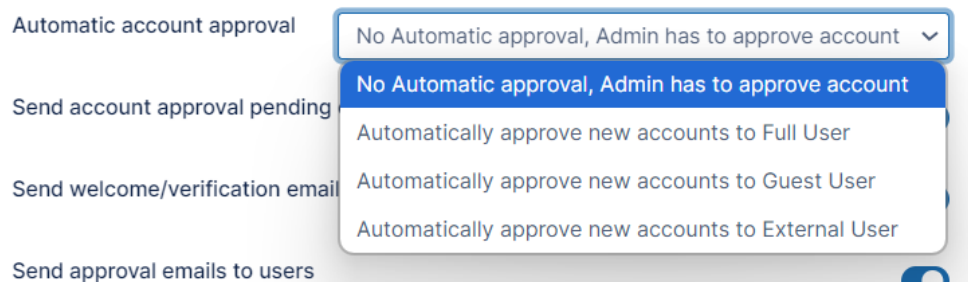 Automatic account approval
No Automatic approval, Admin has to approve account
No Automatic approval, Admin has to approve account
Send account approval pending
Automatically approve new accounts to Full User
Automatically approve new accounts to Guest User
Send welcome/verification email
Automatically approve new accounts to External User
Send approval emails to users